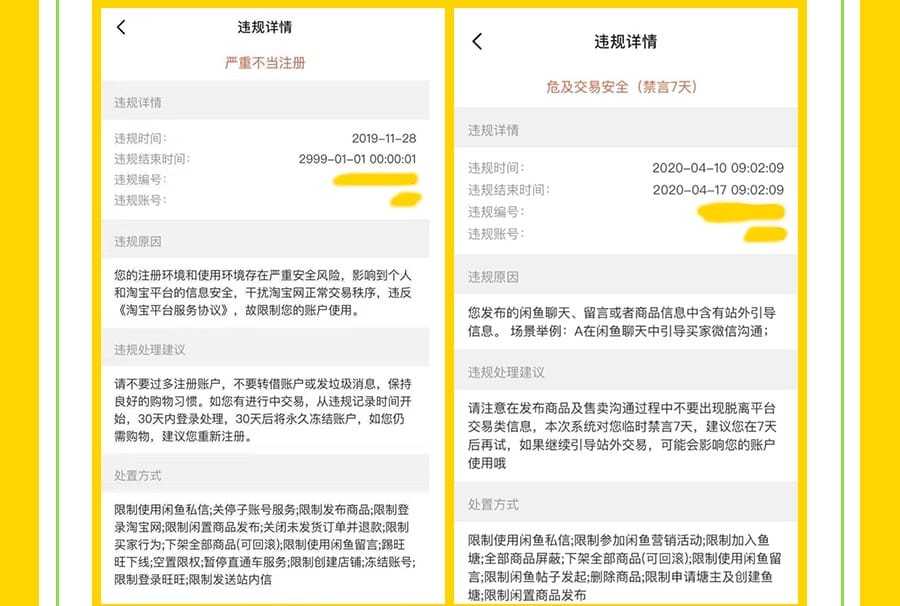 违规详情
严重不当注册
违规详情
违规时间： 2019-11-28
违规结束时间： 2999-01-01 00:00:01
违规编号：
违规账号：
违规原因
您的注册环境和使用环境存在严重安全风险，影响到个人
和淘宝平台的信息安全，干扰淘宝网正常交易秩序，违反
《淘宝平台服务协议》，故限制您的账户使用。
违规处理建议
请不要过多注册账户，不要转借账户或发垃圾消息，保持
良好的购物习惯。如您有进行中交易，从违规记录时间开
始，30天内登录处理，30天后将永久冻结账户，如您仍
需购物，建议您重新注册。
处置方式
限制使用闲鱼私信;关停子账号服务;限制发布商品;限制登
录淘宝网;限制闲置商品发布;关闭未发货订单并退款;限制
买家行为;下架全部商品(可回滚);限制使用闲鱼留言;踢旺
旺下线;空置限权;暂停直通车服务;限制创建店铺;冻结账号;
限制登录旺旺;限制发送站内信
违规详情
危及交易安全（禁言7天）
违规详情
违规时间： 2020-04-10 09:02:09
违规结束时间： 2020-04-17 09:02:09
违规编号：
违规账号：
违规原因
您发布的闲鱼聊天、留言或者商品信息中含有站外引导
信息。 场景举例：A在闲鱼聊天中引导买家微信沟通；
违规处理建议
请注意在发布商品及售卖沟通过程中不要出现脱离平台
交易类信息，本次系统对您临时禁言7天，建议您在7天
后再试，如果继续引导站外交易，可能会影响您的账户
使用哦
处置方式
限制使用闲鱼私信;限制参加闲鱼营销活动;限制加入鱼
塘;全部商品屏蔽;下架全部商品(可回滚);限制使用闲鱼留
言;限制闲鱼帖子发起;删除商品;限制申请塘主及创建鱼
塘;限制闲置商品发布